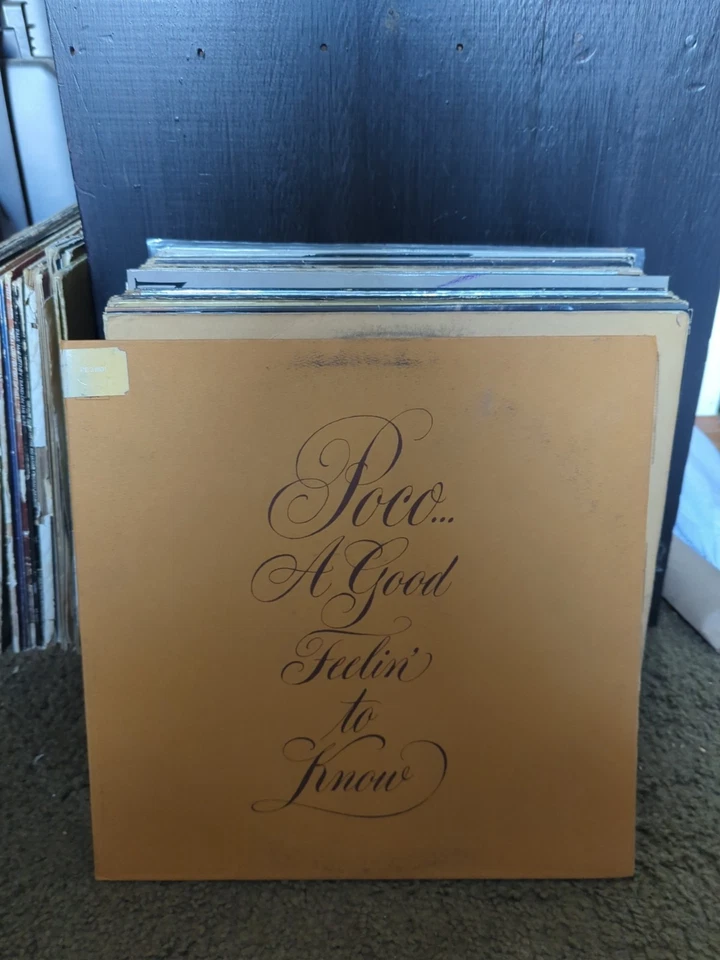 Poco...
A Good
Feelin'
to
Know